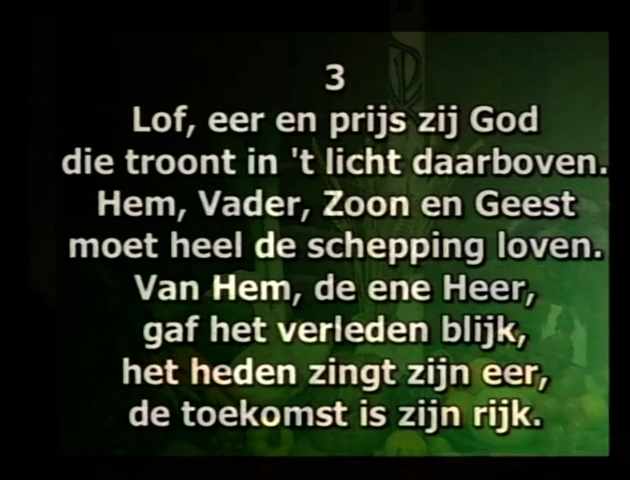 3
Lof, eer en prijs zij God
die troont in 't licht daarboven.
Hem, Vader, Zoon en Geest
moet heel de schepping loven.
Van Hem, de ene Heer,
gaf het verleden blijk,
het heden zingt zijn eer,
de toekomst is zijn rijk.